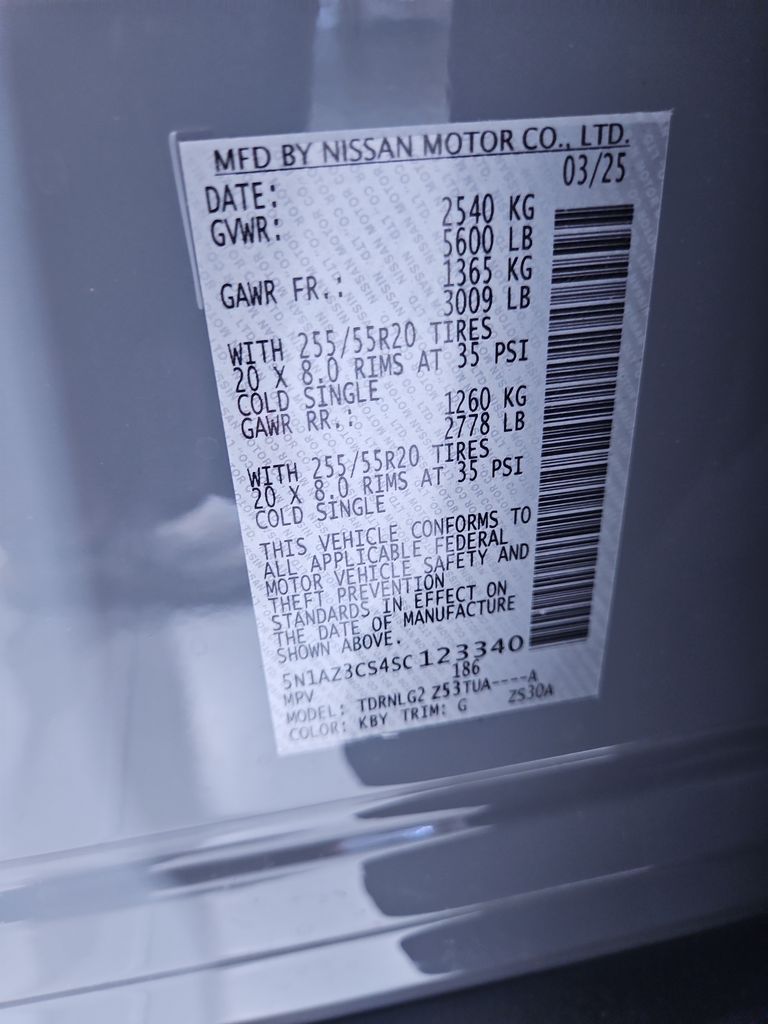 MFD BY NISSAN MOTOR CO., LTD.
DATE: 03/25
GVWR: 2540 KG
5600 LB
GAWR FR.: 1365 KG
3009 LB
WITH 255/55R20 TIRES
20 X 8.0 RIMS AT 35 PSI
COLD SINGLE
GAWR RR.: 1260 KG
2778 LB
WITH 255/55R20 TIRES
20 X 8.0 RIMS AT 35 PSI
COLD SINGLE
THIS VEHICLE CONFORMS TO
ALL APPLICABLE FEDERAL
MOTOR VEHICLE SAFETY AND
THEFT PREVENTION
STANDARDS IN EFFECT ON
THE DATE OF MANUFACTURE
SHOWN ABOVE.
5N1AZ3CS4SC123340
MPV 186
MODEL: TDRNLG2 Z53TUA----A
COLOR: KBY TRIM: G ZS30A